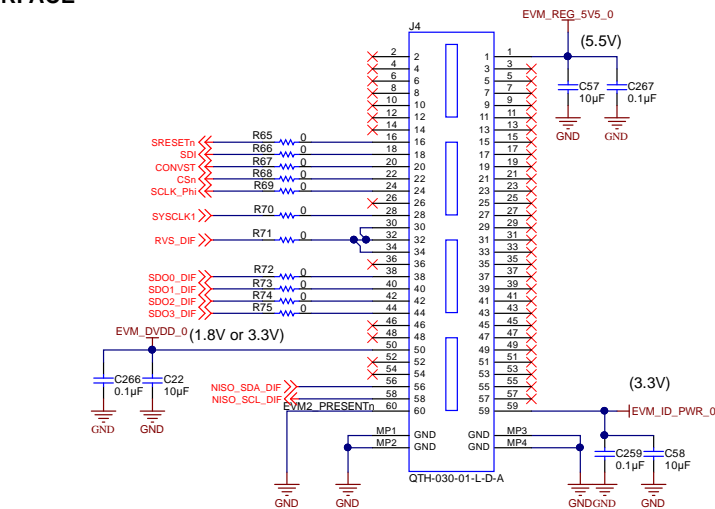 EVM_REG_5V5_0
J4
(5.5V)
2 2 1 1
4 4 3 3
6 6 5 5
8 8 7 7
10 10 9 9
12 12 11 11
14 14 13 13
SRESETn R65 0 16 16 15 15
SDI R66 0 18 18 17 17
CONVST R67 0 20 20 19 19
CSn R68 0 22 22 21 21
SCLK_Phi R69 0 24 24 23 23
26 26 25 25
SYSCLK1 R70 0 28 28 27 27
30 30 29 29
RVS_DIF R71 0 32 32 31 31
34 34 33 33
36 36 35 35
SDO0_DIF R72 0 38 38 37 37
SDO1_DIF R73 0 40 40 39 39
SDO2_DIF R74 0 42 42 41 41
SDO3_DIF R75 0 44 44 43 43
46 46 45 45
48 48 47 47
50 50 49 49
52 52 51 51
54 54 53 53
NISO_SDA_DIF 56 56 55 55
NISO_SCL_DIF 58 58 57 57
EVM2_PRESENTn 60 60 59 59
MP1 GND GND MP3
MP2 GND GND MP4
QTH-030-01-L-D-A
C57
10µF
C267
0.1µF
GND
GND
EVM_DVDD_0
(1.8V or 3.3V)
C266
0.1µF
C22
10µF
GND
GND
(3.3V)
EVM_ID_PWR_0
C259
0.1µF
C58
10µF
GND
GND
GND
GND
GND